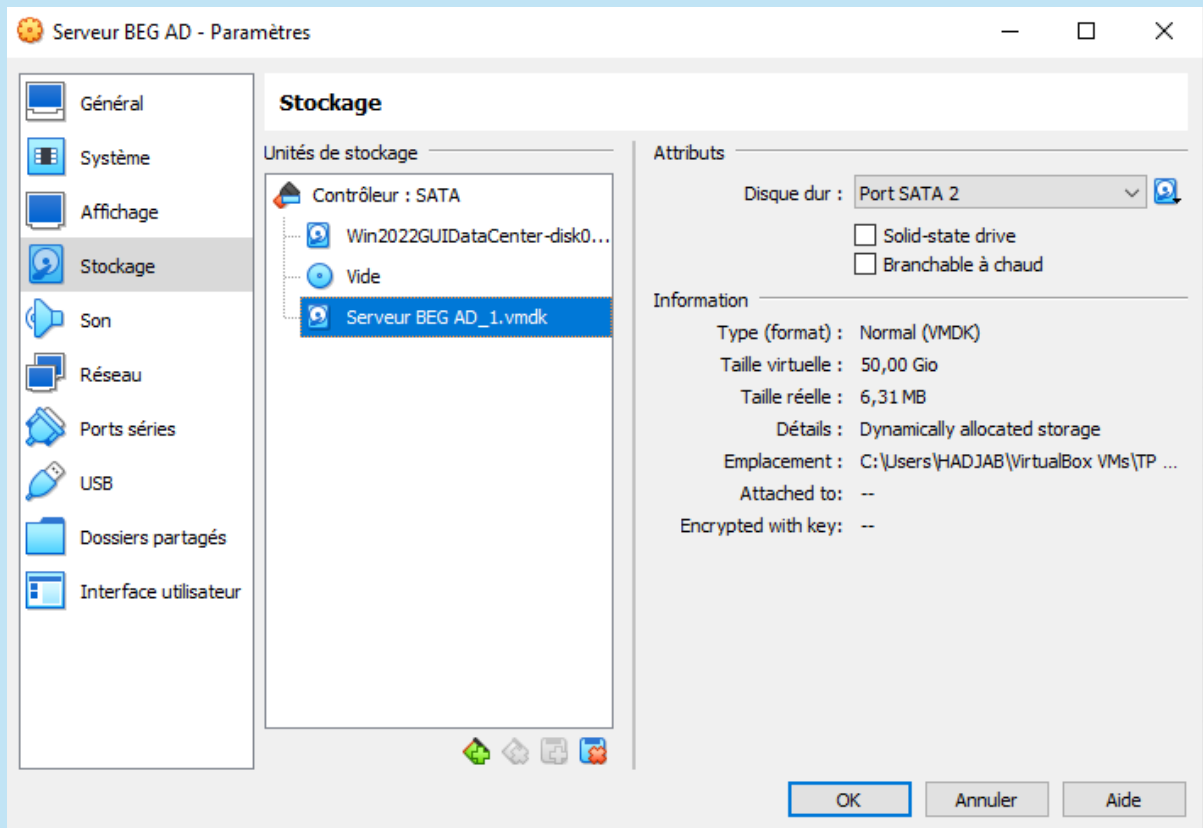 Serveur BEG AD - Paramètres
Général
Système
Affichage
Stockage
Son
Réseau
Ports séries
USB
Dossiers partagés
Interface utilisateur
Stockage
Unités de stockage
Contrôleur : SATA
Win2022GUIDataCenter-disk0...
Vide
Serveur BEG AD_1.vmdk
Attributs
Disque dur : Port SATA 2
Solid-state drive
Branchable à chaud
Information
Type (format) : Normal (VMDK)
Taille virtuelle : 50,00 Gio
Taille réelle : 6,31 MB
Détails : Dynamically allocated storage
Emplacement : C:\Users\HADJAB\VirtualBox VMs\TP ...
Attached to: --
Encrypted with key: --
OK Annuler Aide